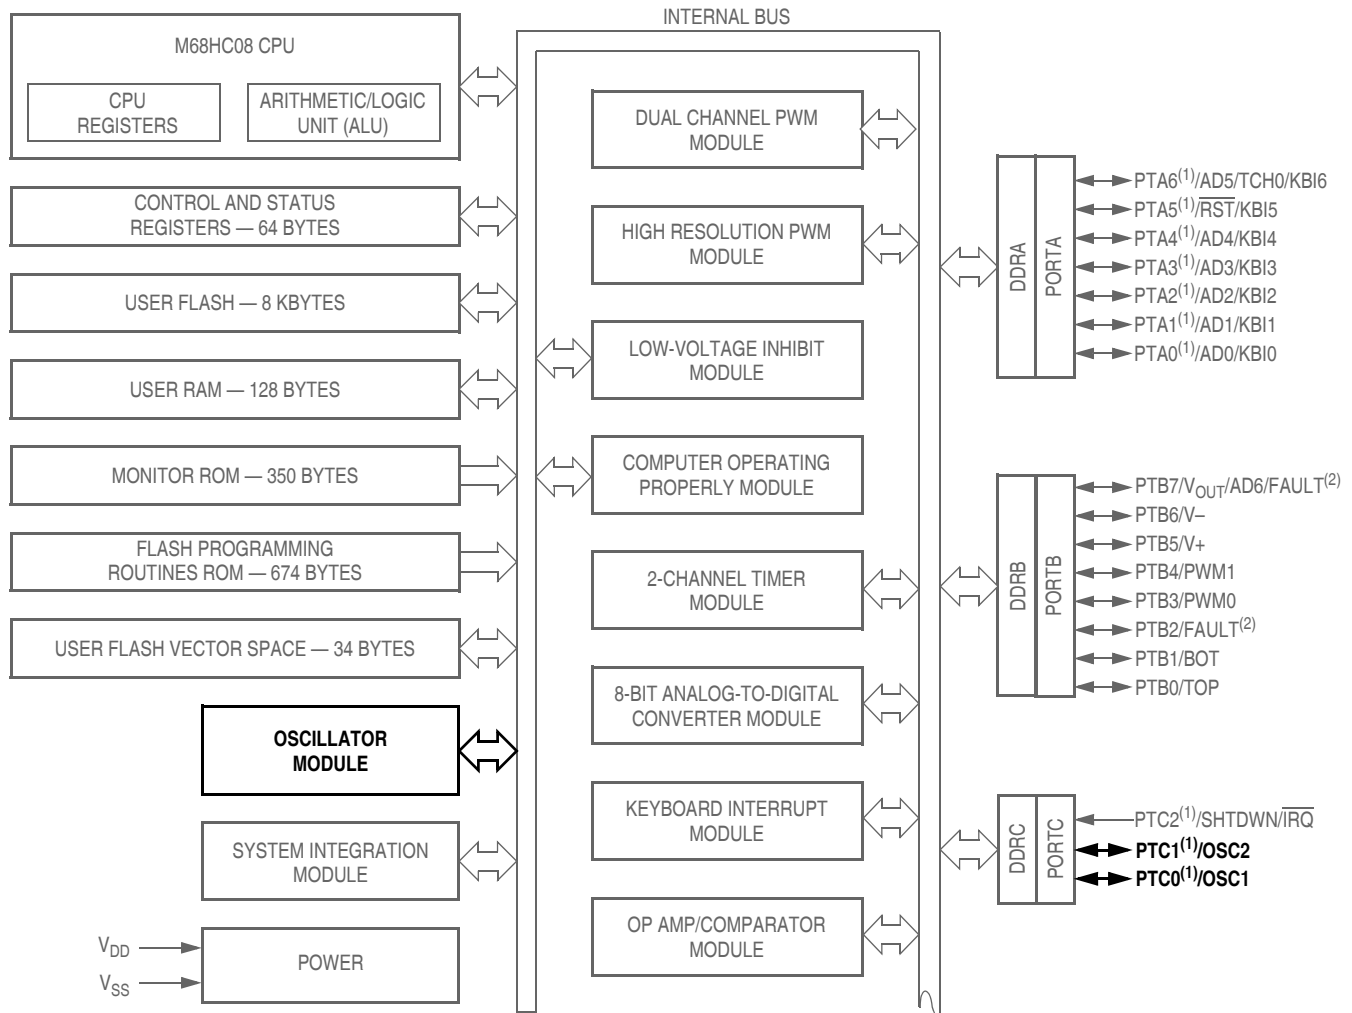 INTERNAL BUS
M68HC08 CPU
CPU
REGISTERS
ARITHMETIC/LOGIC
UNIT (ALU)
CONTROL AND STATUS
REGISTERS — 64 BYTES
USER FLASH — 8 KBYTES
USER RAM — 128 BYTES
MONITOR ROM — 350 BYTES
FLASH PROGRAMMING
ROUTINES ROM — 674 BYTES
USER FLASH VECTOR SPACE — 34 BYTES
OSCILLATOR
MODULE
SYSTEM INTEGRATION
MODULE
VDD
VSS
POWER
DUAL CHANNEL PWM
MODULE
HIGH RESOLUTION PWM
MODULE
LOW-VOLTAGE INHIBIT
MODULE
COMPUTER OPERATING
PROPERLY MODULE
2-CHANNEL TIMER
MODULE
8-BIT ANALOG-TO-DIGITAL
CONVERTER MODULE
KEYBOARD INTERRUPT
MODULE
OP AMP/COMPARATOR
MODULE
DDRA
PORTA
PTA6(1)/AD5/TCH0/KBI6
PTA5(1)/RST/KBI5
PTA4(1)/AD4/KBI4
PTA3(1)/AD3/KBI3
PTA2(1)/AD2/KBI2
PTA1(1)/AD1/KBI1
PTA0(1)/AD0/KBI0
DDRB
PORTB
PTB7/VOUT/AD6/FAULT(2)
PTB6/V–
PTB5/V+
PTB4/PWM1
PTB3/PWM0
PTB2/FAULT(2)
PTB1/BOT
PTB0/TOP
DDRC
PORTC
PTC2(1)/SHTDWN/IRQ
PTC1(1)/OSC2
PTC0(1)/OSC1